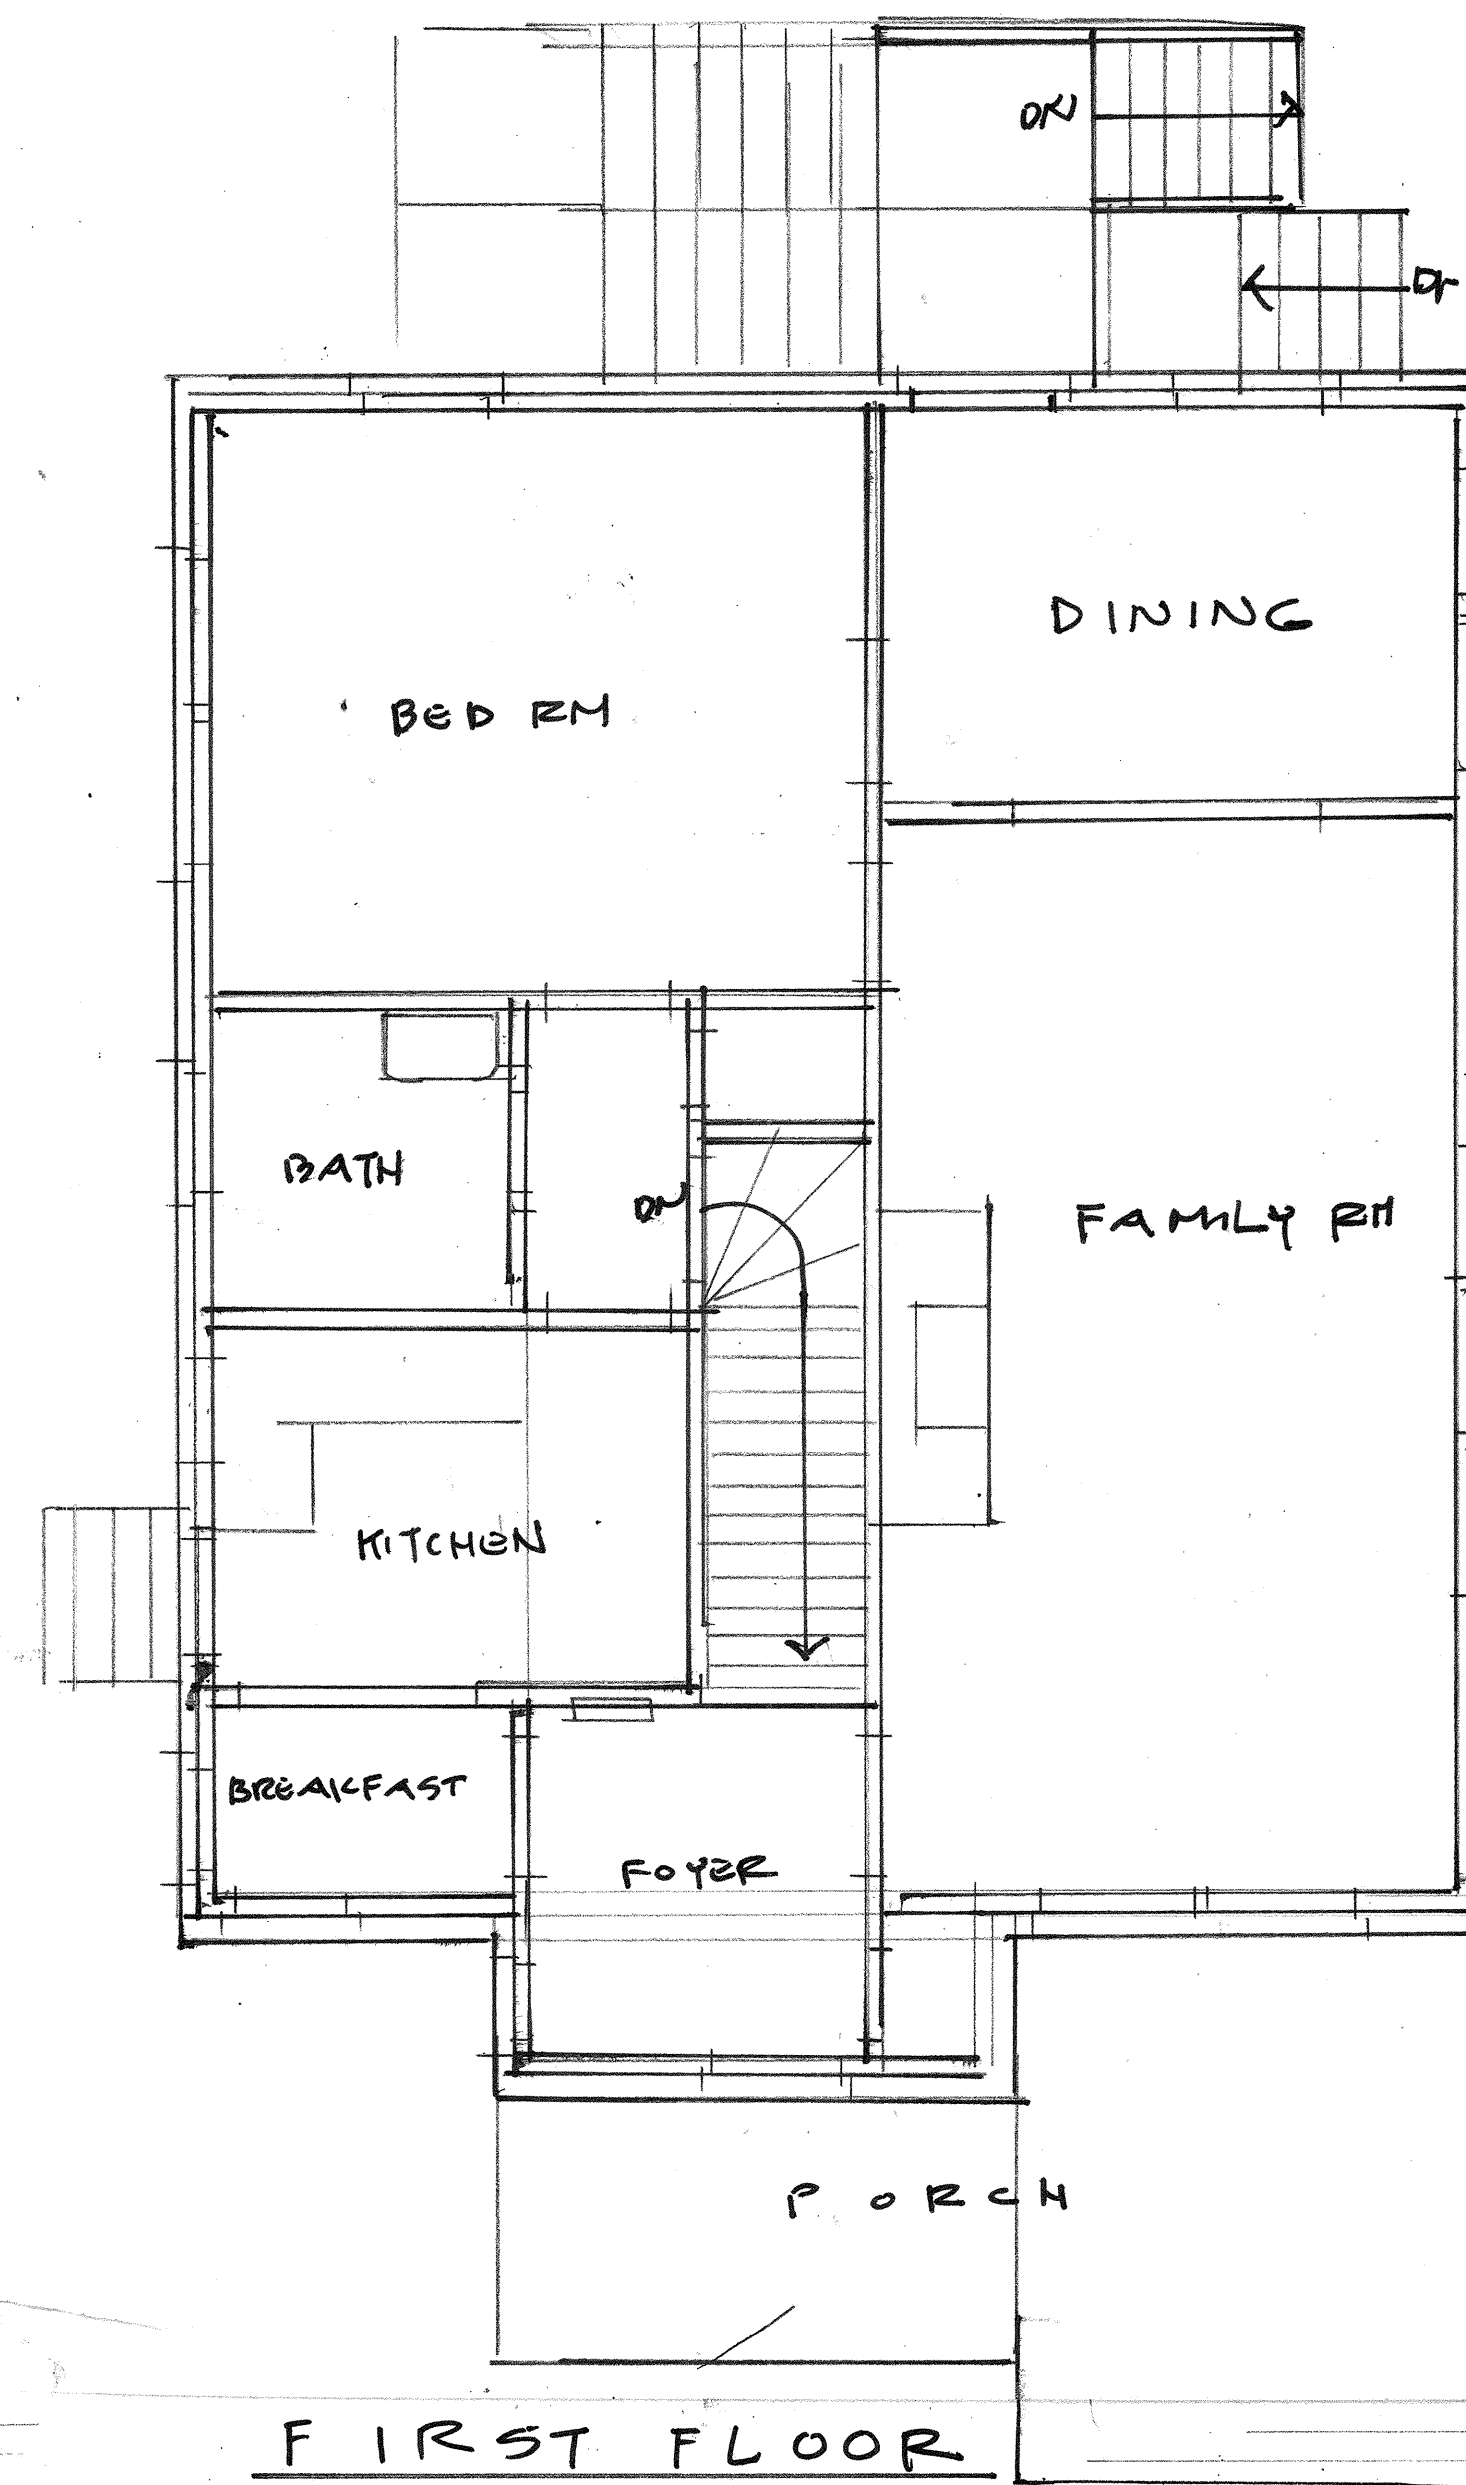 DN
DN
DINING
BED RM
BATH
DN
FAMILY RM
KITCHEN
BREAKFAST
FOYER
PORCH
FIRST FLOOR